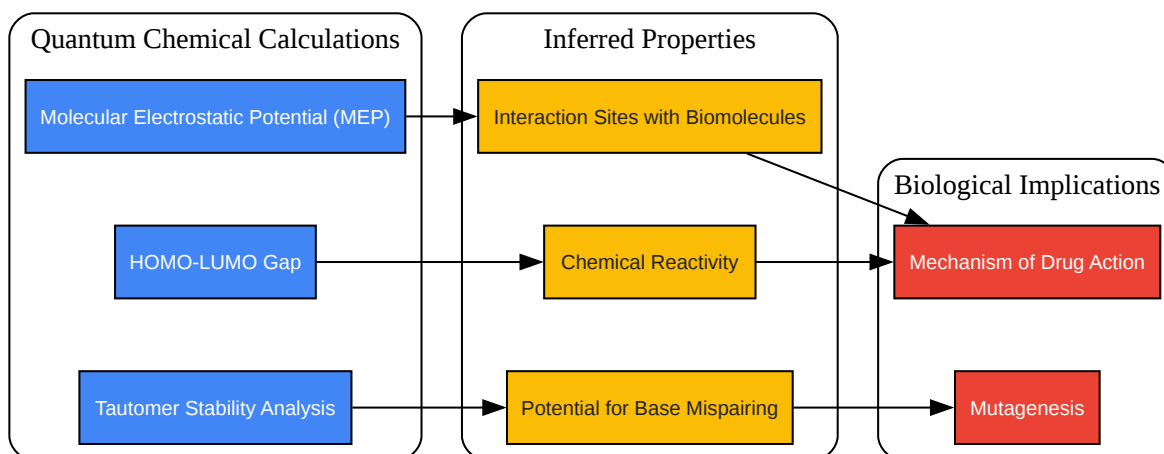 Quantum Chemical Calculations
Molecular Electrostatic Potential (MEP)
HOMO-LUMO Gap
Tautomer Stability Analysis
Inferred Properties
Interaction Sites with Biomolecules
Chemical Reactivity
Potential for Base Mispairing
Biological Implications
Mechanism of Drug Action
Mutagenesis